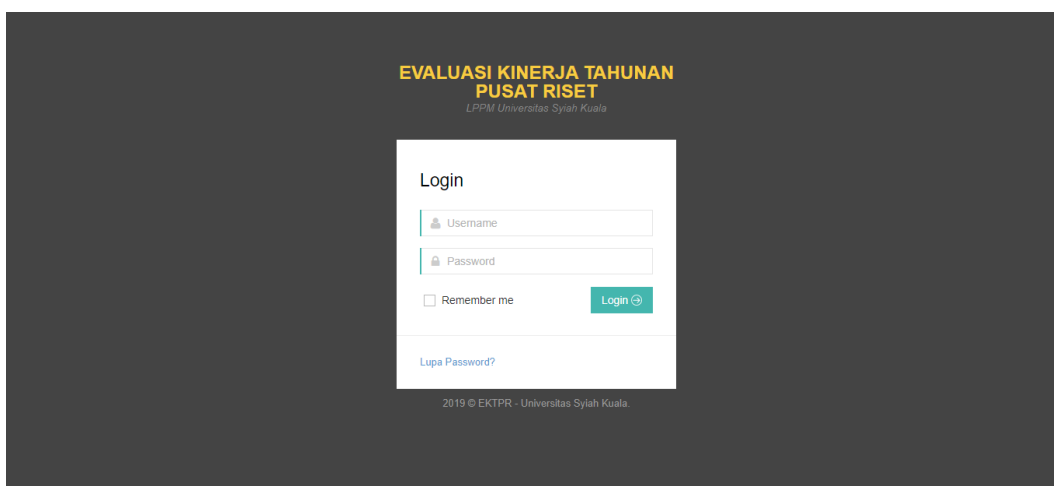 EVALUASI KINERJA TAHUNAN
PUSAT RISET
LPPM Universitas Syiah Kuala
Login
Username
Password
Remember me
Login
Lupa Password?
2019 © EKTPR - Universitas Syiah Kuala.